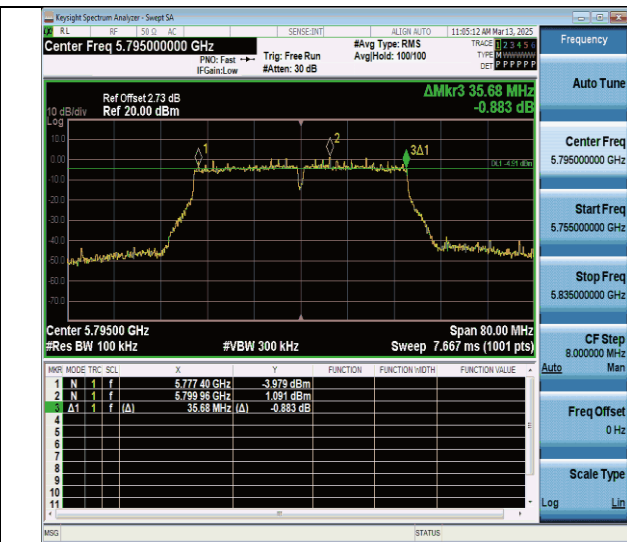 Keysight Spectrum Analyzer - Swept SA
RL RF 50 Ω AC SENSE:INT ALIGN AUTO 11:05:12 AM Mar 13, 2025
Center Freq 5.795000000 GHz #Avg Type: RMS TRACE 1 2 3 4 5 6
PNO: Fast Trig: Free Run Avg|Hold: 100/100 TYPE M WWWWW
IFGain:Low #Atten: 30 dB DET P P P P P P
ΔMkr3 35.68 MHz
-0.883 dB
Ref Offset 2.73 dB
10 dB/div Ref 20.00 dBm
Log
10.0
0.00
-10.0
-20.0
-30.0
-40.0
-50.0
-60.0
-70.0
1
2
3Δ1
DL1 -4.91 dBm
Center 5.79500 GHz Span 80.00 MHz
#Res BW 100 kHz #VBW 300 kHz Sweep 7.667 ms (1001 pts)
MKR MODE TRC SCL X Y FUNCTION FUNCTION WIDTH FUNCTION VALUE
1 N 1 f 5.777 40 GHz -3.979 dBm
2 N 1 f 5.799 96 GHz 1.091 dBm
3 Δ1 1 f (Δ) 35.68 MHz (Δ) -0.883 dB
4
5
6
7
8
9
10
11
MSG STATUS
Frequency
Auto Tune
Center Freq
5.795000000 GHz
Start Freq
5.755000000 GHz
Stop Freq
5.835000000 GHz
CF Step
8.000000 MHz
Auto Man
Freq Offset
0 Hz
Scale Type
Log Lin